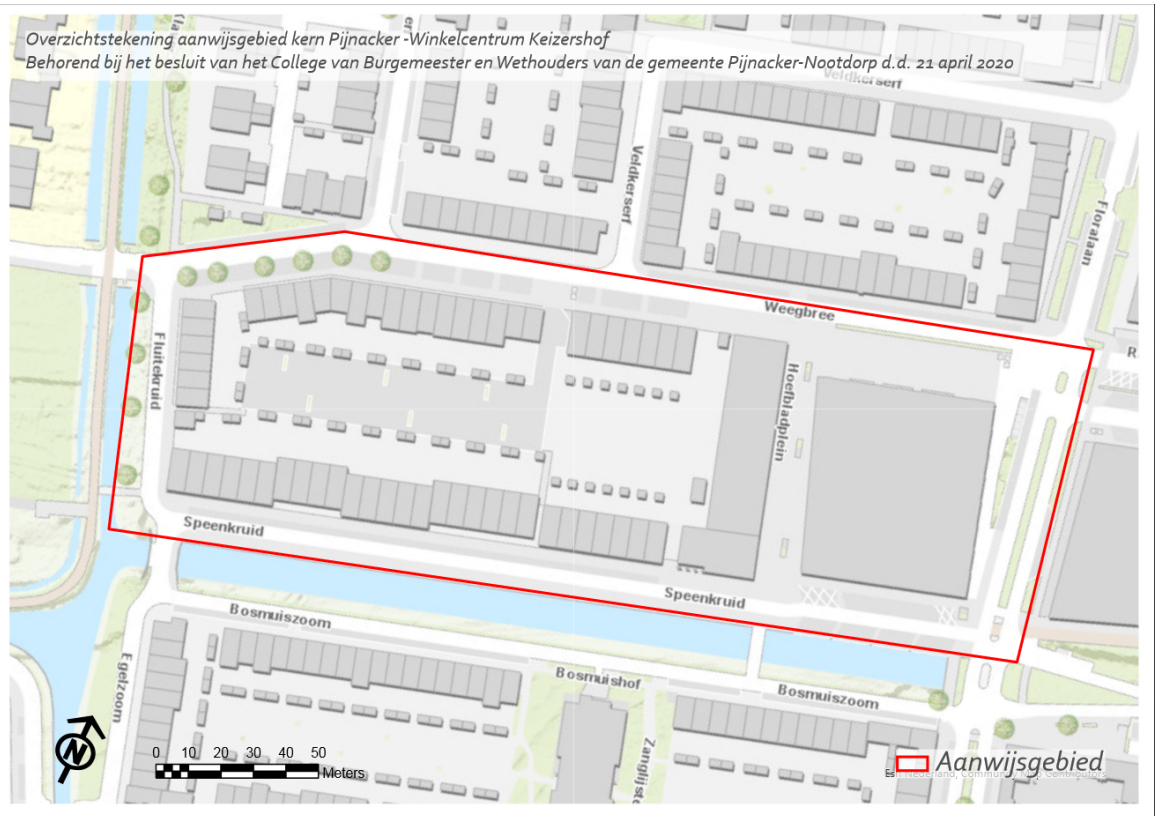 Overzichtstekening aanwijsgebied kern Pijnacker -Winkelcentrum Keizershof
Behorend bij het besluit van het College van Burgemeester en Wethouders van de gemeente Pijnacker-Nootdorp d.d. 21 april 2020
Veldkerserf
Veldkerserf
Floralaan
Weegbree
Fluitekruid
Hoefbladplein
Speenkruid
Speenkruid
Bosmuiszoom
Bosmuishof
Bosmuiszoom
Egelzoom
N
0 10 20 30 40 50
Meters
Aanwijsgebied